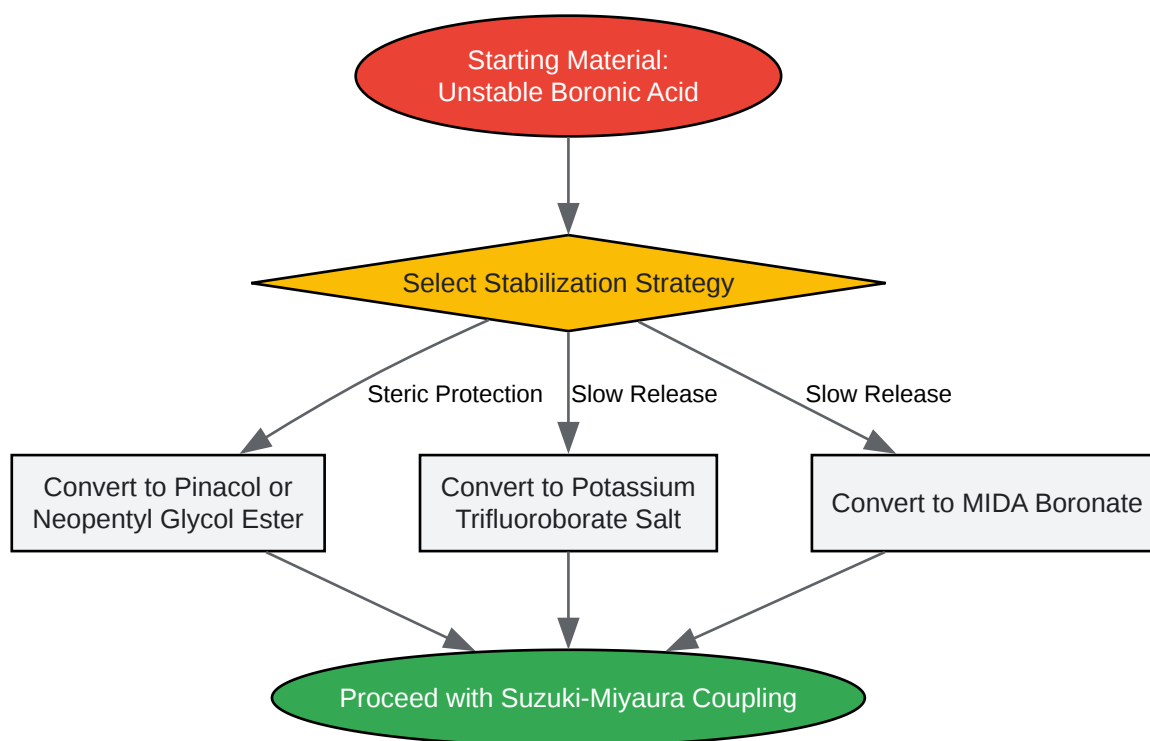 Starting Material:
Unstable Boronic Acid
Select Stabilization Strategy
Steric Protection
Slow Release
Slow Release
Convert to Pinacol or
Neopentyl Glycol Ester
Convert to Potassium
Trifluoroborate Salt
Convert to MIDA Boronate
Proceed with Suzuki-Miyaura Coupling